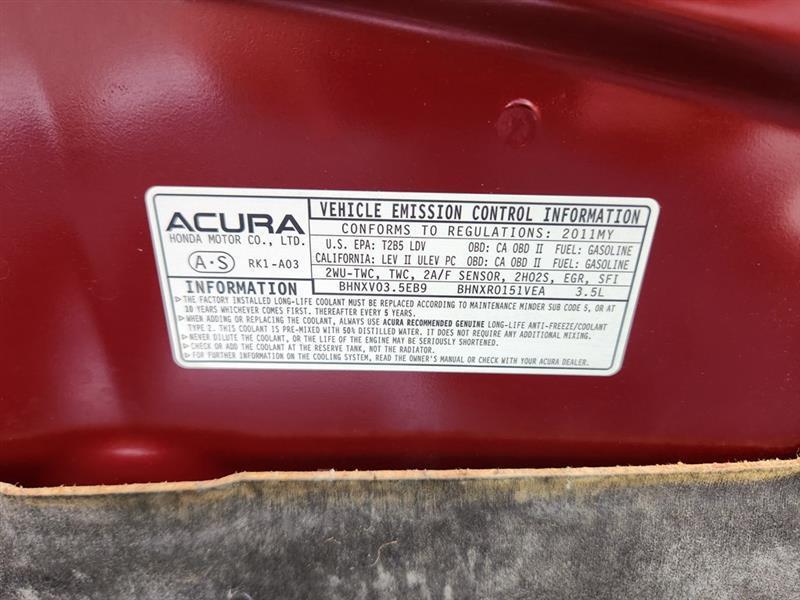 ACURA
HONDA MOTOR CO., LTD.
A·S RK1-A03
VEHICLE EMISSION CONTROL INFORMATION
CONFORMS TO REGULATIONS: 2011MY
U.S. EPA: T2B5 LDV OBD: CA OBD II FUEL: GASOLINE
CALIFORNIA: LEV II ULEV PC OBD: CA OBD II FUEL: GASOLINE
2WU-TWC, TWC, 2A/F SENSOR, 2HO2S, EGR, SFI
BHNXV03.5EB9 BHNXR0151VEA 3.5L
INFORMATION
▷THE FACTORY INSTALLED LONG-LIFE COOLANT MUST BE REPLACED ACCORDING TO MAINTENANCE MINDER SUB CODE 5, OR AT
10 YEARS WHICHEVER COMES FIRST. THEREAFTER EVERY 5 YEARS.
▷WHEN ADDING OR REPLACING THE COOLANT, ALWAYS USE ACURA RECOMMENDED GENUINE LONG-LIFE ANTI-FREEZE/COOLANT
TYPE 2. THIS COOLANT IS PRE-MIXED WITH 50% DISTILLED WATER. IT DOES NOT REQUIRE ANY ADDITIONAL MIXING.
▷NEVER DILUTE THE COOLANT, OR THE LIFE OF THE ENGINE MAY BE SERIOUSLY SHORTENED.
▷CHECK OR ADD THE COOLANT AT THE RESERVE TANK, NOT THE RADIATOR.
▷FOR FURTHER INFORMATION ON THE COOLING SYSTEM, READ THE OWNER'S MANUAL OR CHECK WITH YOUR ACURA DEALER.